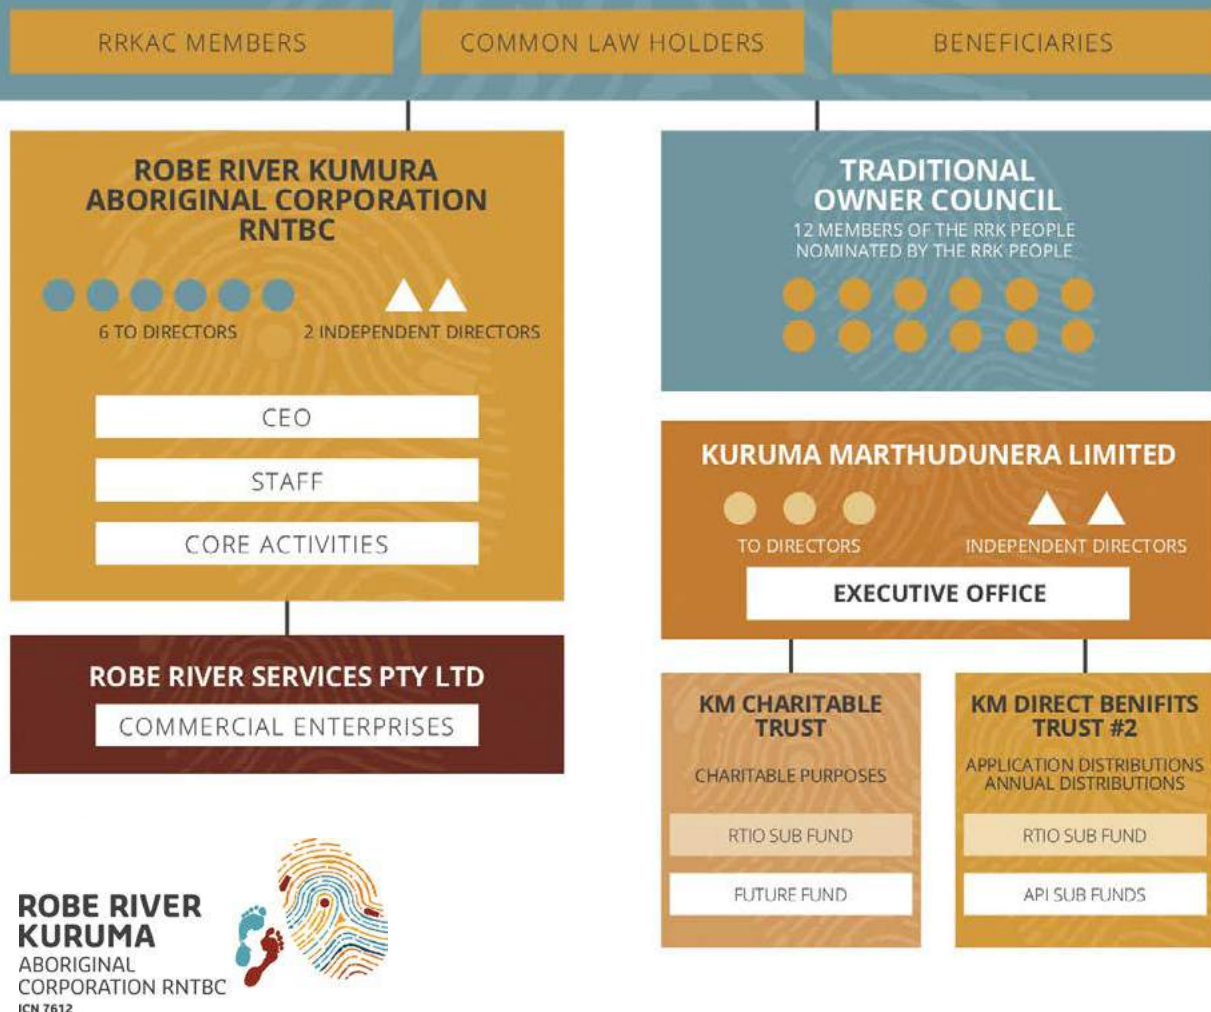 RRKAC MEMBERS
COMMON LAW HOLDERS
BENEFICIARIES
ROBE RIVER KUMURA
ABORIGINAL CORPORATION
RNTBC
6 TO DIRECTORS
2 INDEPENDENT DIRECTORS
CEO
STAFF
CORE ACTIVITIES
ROBE RIVER SERVICES PTY LTD
COMMERCIAL ENTERPRISES
TRADITIONAL
OWNER COUNCIL
12 MEMBERS OF THE RRK PEOPLE
NOMINATED BY THE RRK PEOPLE
KURUMA MARTHUDUNERA LIMITED
TO DIRECTORS
INDEPENDENT DIRECTORS
EXECUTIVE OFFICE
KM CHARITABLE
TRUST
CHARITABLE PURPOSES
RTIO SUB FUND
FUTURE FUND
KM DIRECT BENIFITS
TRUST #2
APPLICATION DISTRIBUTIONS
ANNUAL DISTRIBUTIONS
RTIO SUB FUND
API SUB FUNDS
ROBE RIVER
KURUMA
ABORIGINAL
CORPORATION RNTBC
ICN 7612